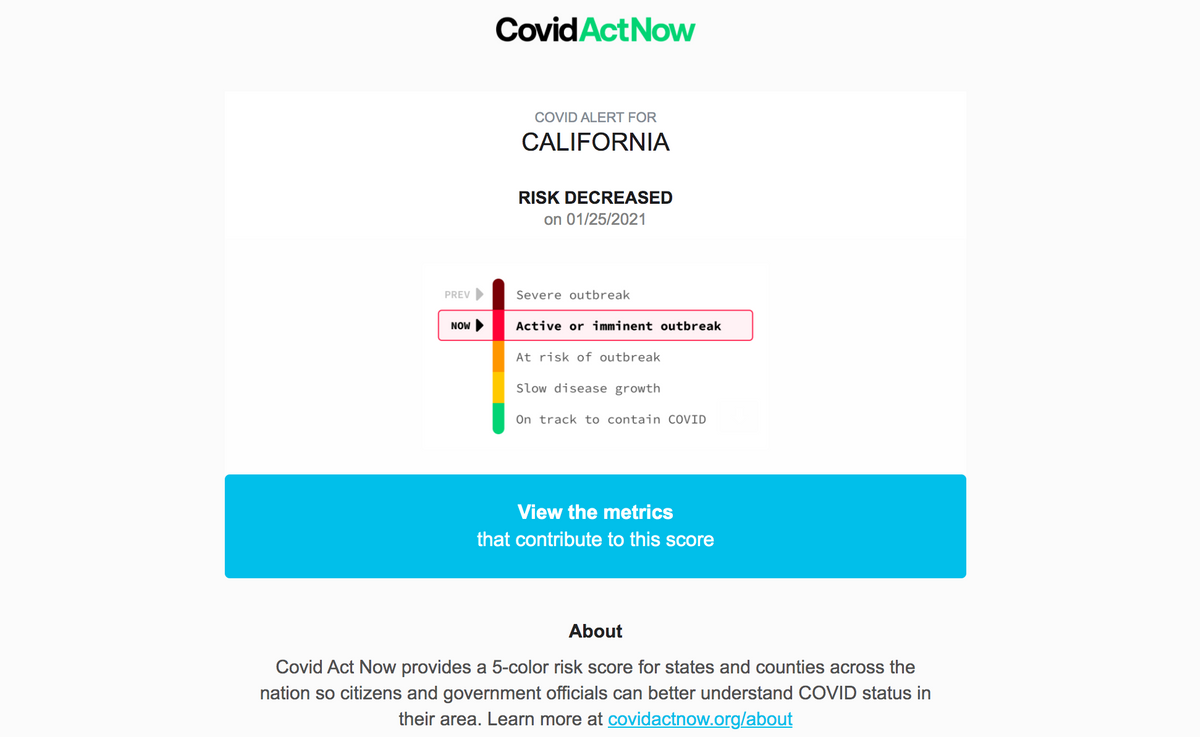 CovidActNow
COVID ALERT FOR
CALIFORNIA
RISK DECREASED
on 01/25/2021
PREV Severe outbreak
NOW Active or imminent outbreak
At risk of outbreak
Slow disease growth
On track to contain COVID
View the metrics
that contribute to this score
About
Covid Act Now provides a 5-color risk score for states and counties across the
nation so citizens and government officials can better understand COVID status in
their area. Learn more at covidactnow.org/about